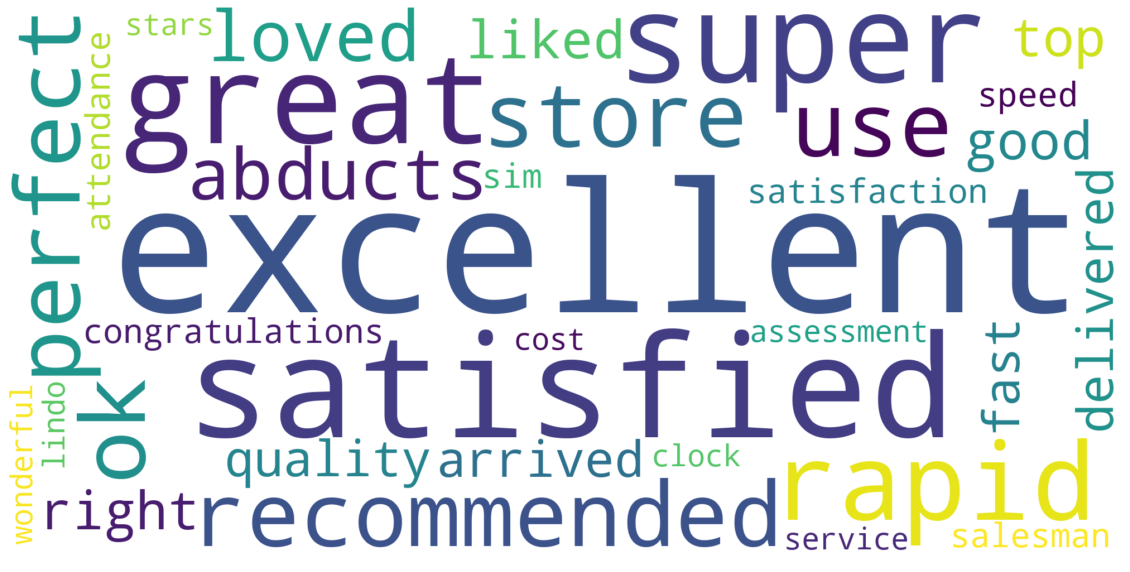 stars
loved
liked
super
top
perfect
attendance
great
store
use
speed
good
abducts
sim
satisfaction
excellent
delivered
congratulations
cost
assessment
satisfied
fast
ok
wonderful
lindo
quality
arrived
clock
rapid
right
recommended
service
salesman